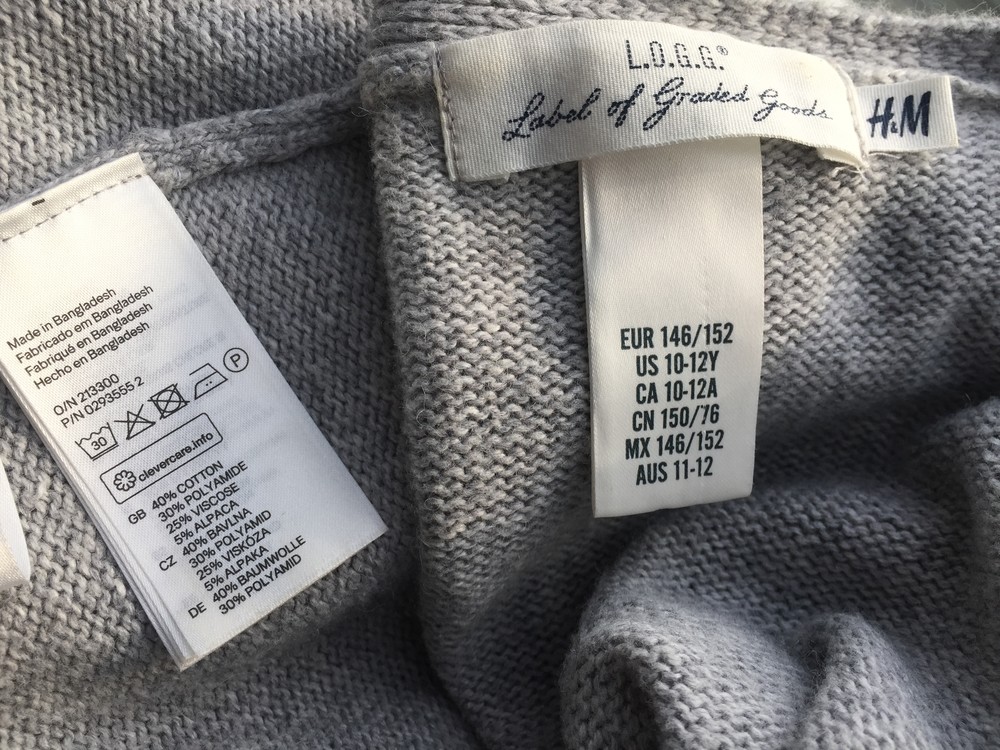 L.O.G.G.®
Label of Graded Goods
H&M
EUR 146/152
US 10-12Y
CA 10-12A
CN 150/76
MX 146/152
AUS 11-12
Made in Bangladesh
Fabricado em Bangladesh
Fabriqué en Bangladesh
Hecho en Bangladesh
O/N 213300
P/N 0293555.2
30
P
clevercare.info
GB 40% COTTON
30% POLYAMIDE
25% VISCOSE
5% ALPACA
CZ 40% BAVLNA
30% POLYAMID
25% VISKÓZA
5% ALPAKA
DE 40% BAUMWOLLE
30% POLYAMID